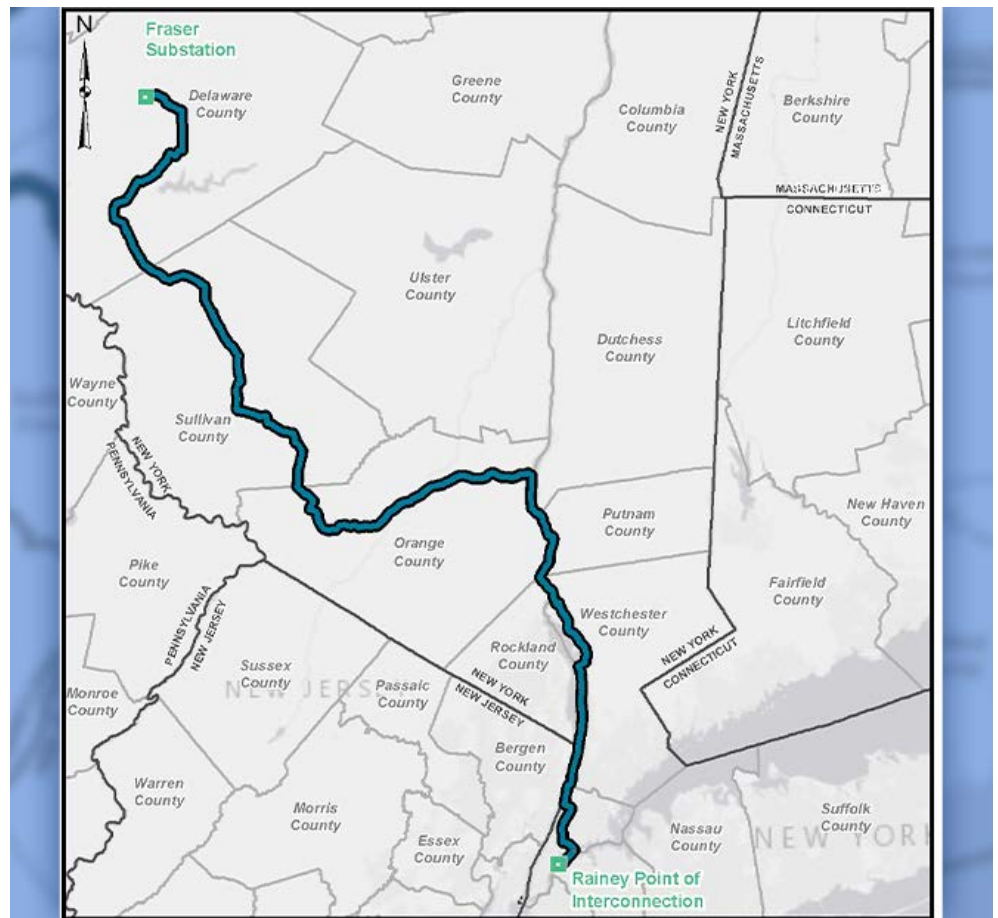 N
Fraser
Substation
Delaware
County
Greene
County
Columbia
County
NEW YORK
MASSACHUSETTS
Berkshire
County
MASSACHUSETTS
CONNECTICUT
Ulster
County
Dutchess
County
Litchfield
County
Wayne
County
Sullivan
County
NEW YORK
PENNSYLVANIA
Putnam
County
New Haven
County
Orange
County
Pike
County
Fairfield
County
Westchester
County
PENNSYLVANIA
NEW JERSEY
Rockland
County
NEW YORK
CONNECTICUT
Sussex
County
NEW JERSEY
Passaic
County
NEW YORK
NEW JERSEY
Monroe
County
Bergen
County
Warren
County
Morris
County
Essex
County
Nassau
County
Suffolk
County
NEW YORK
Rainey Point of
Interconnection